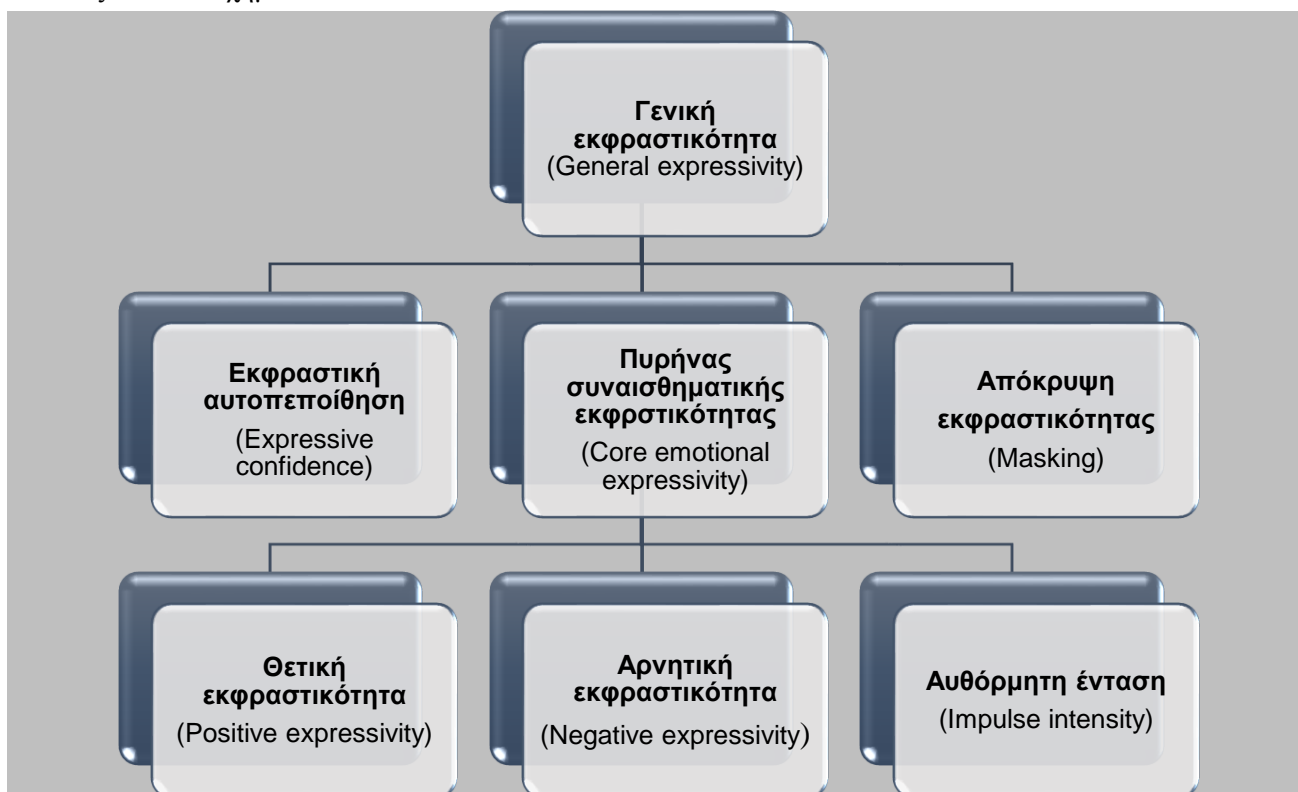 Γενική
εκφραστικότητα
(General expressivity)
Εκφραστική
αυτοπεποίθηση
(Expressive
confidence)
Πυρήνας
συναισθηματικής
εκφρστικότητας
(Core emotional
expressivity)
Απόκρυψη
εκφραστικότητας
(Masking)
Θετική
εκφραστικότητα
(Positive expressivity)
Αρνητική
εκφραστικότητα
(Negative expressivity)
Αυθόρμητη ένταση
(Impulse intensity)